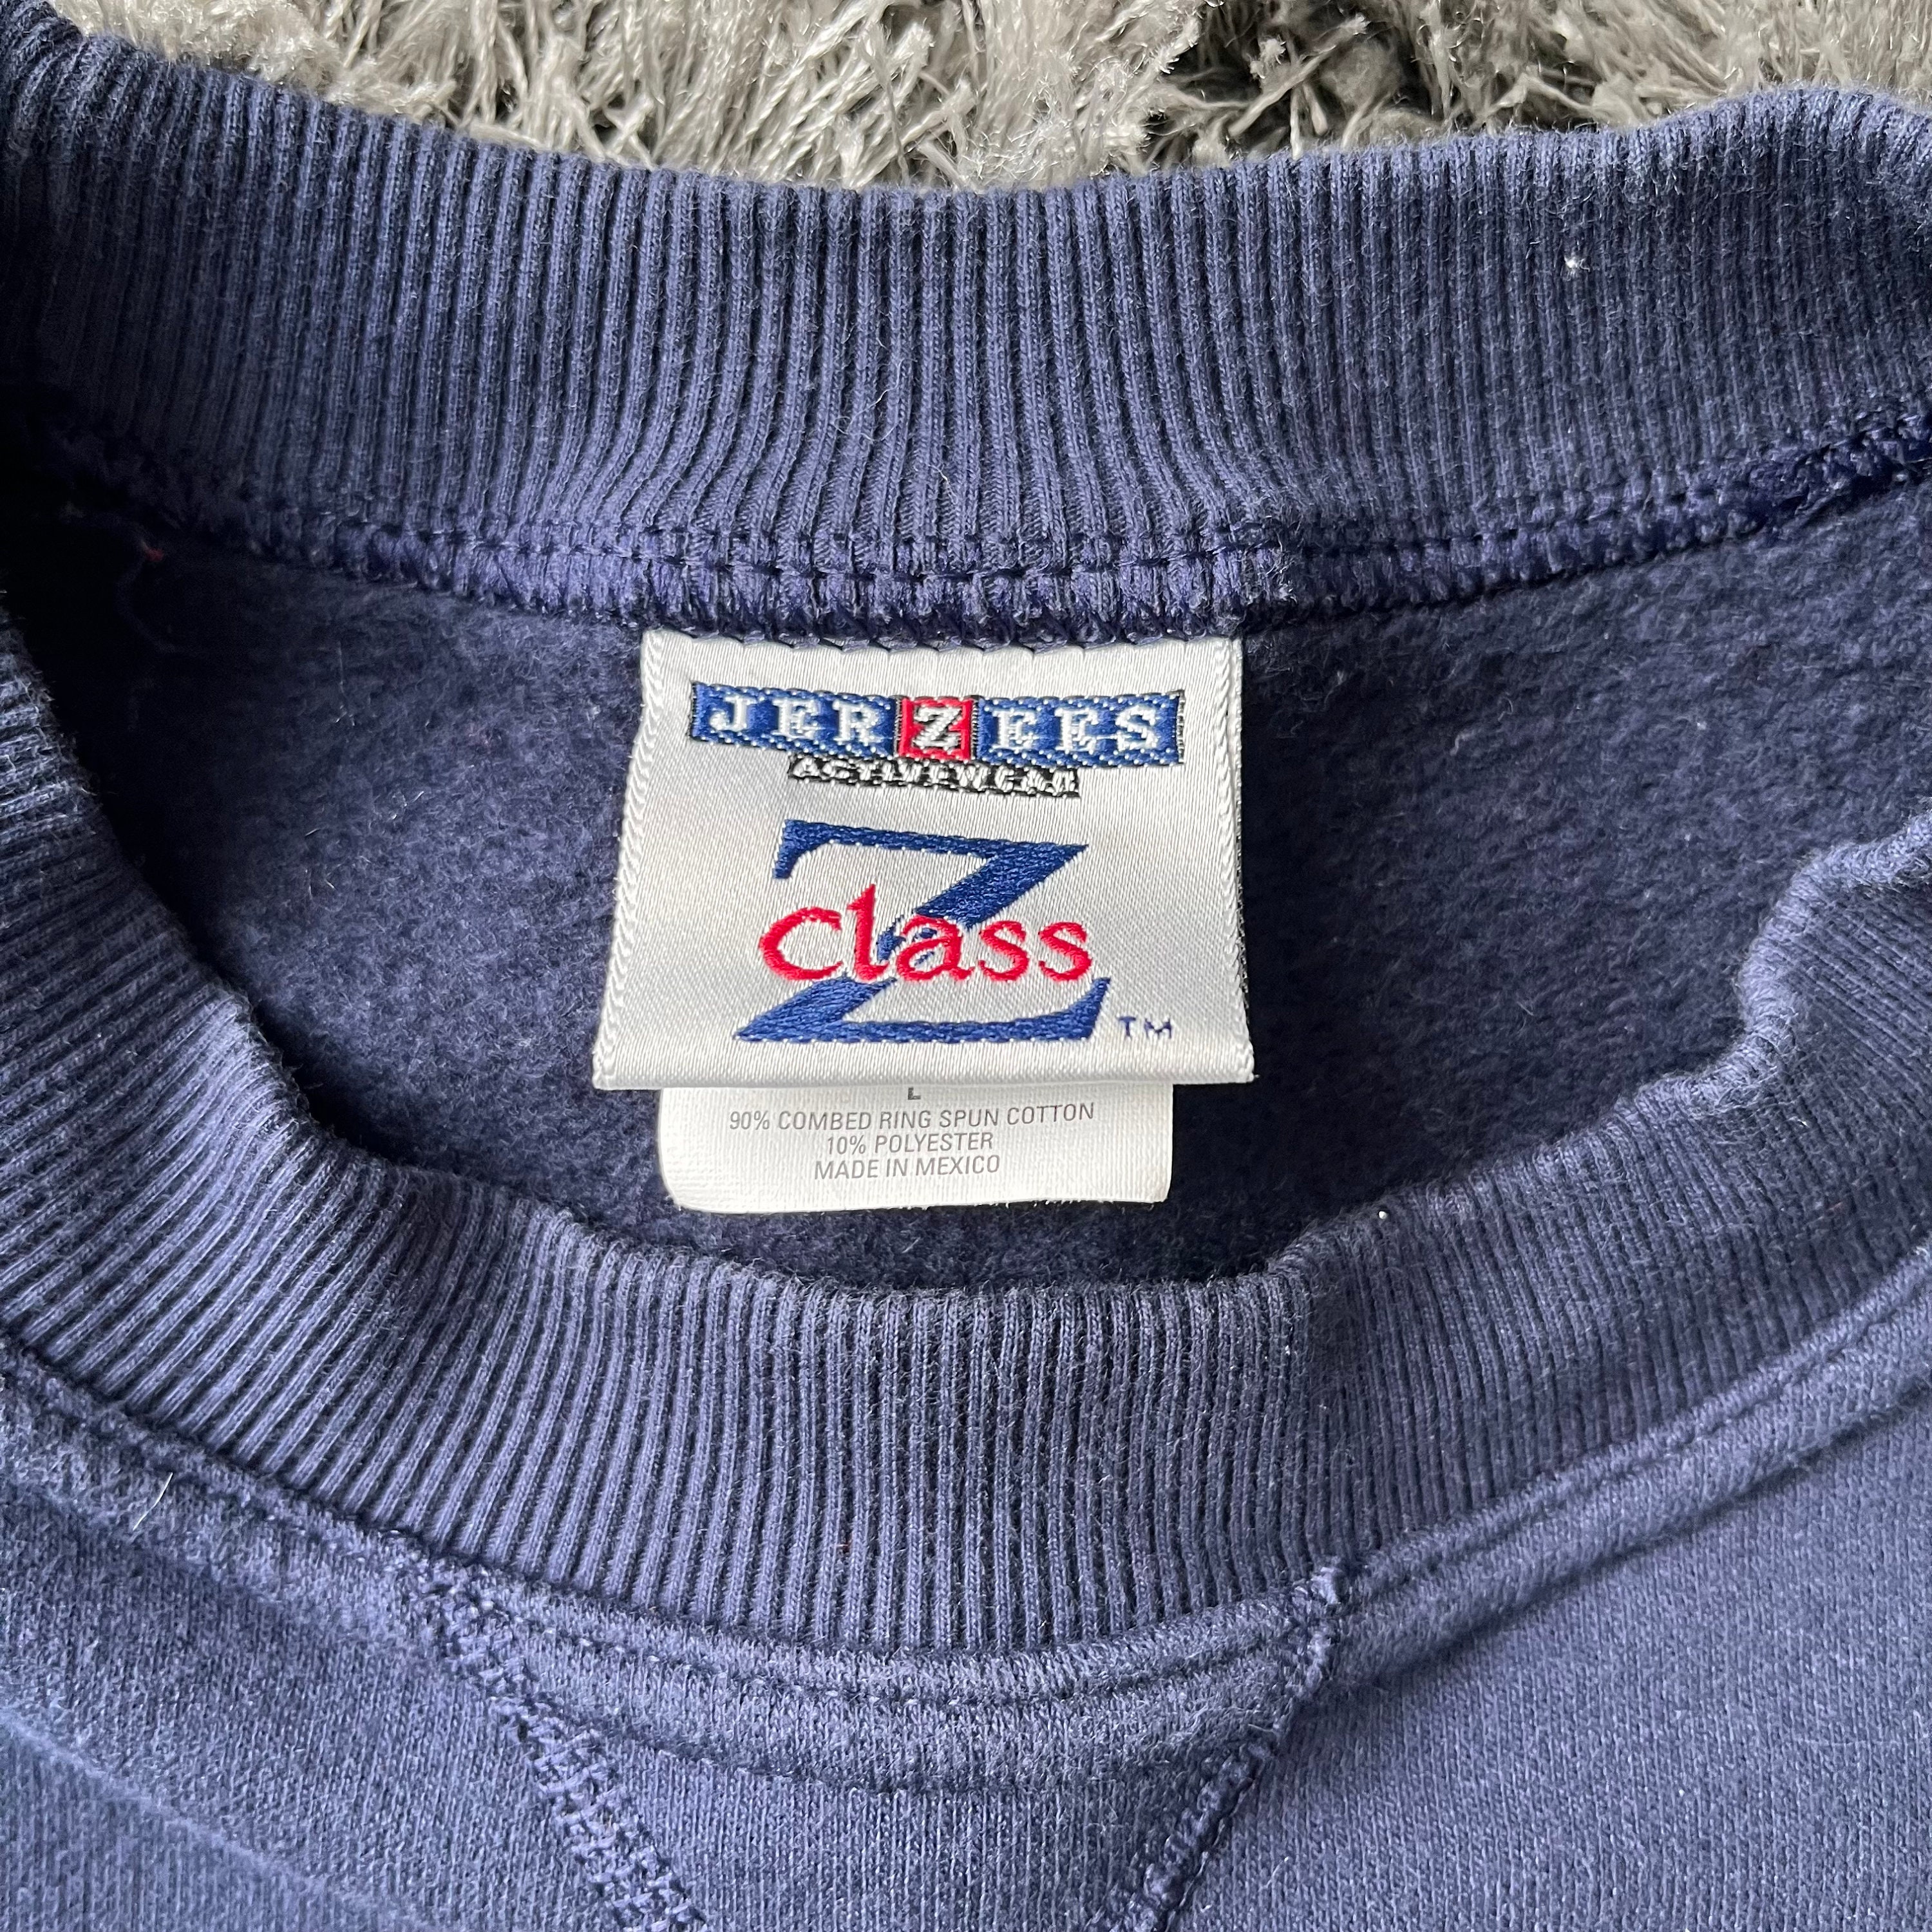 JERZEES
ACTIVEWEAR
Z
class
TM
L
90% COMBED RING SPUN COTTON
10% POLYESTER
MADE IN MEXICO